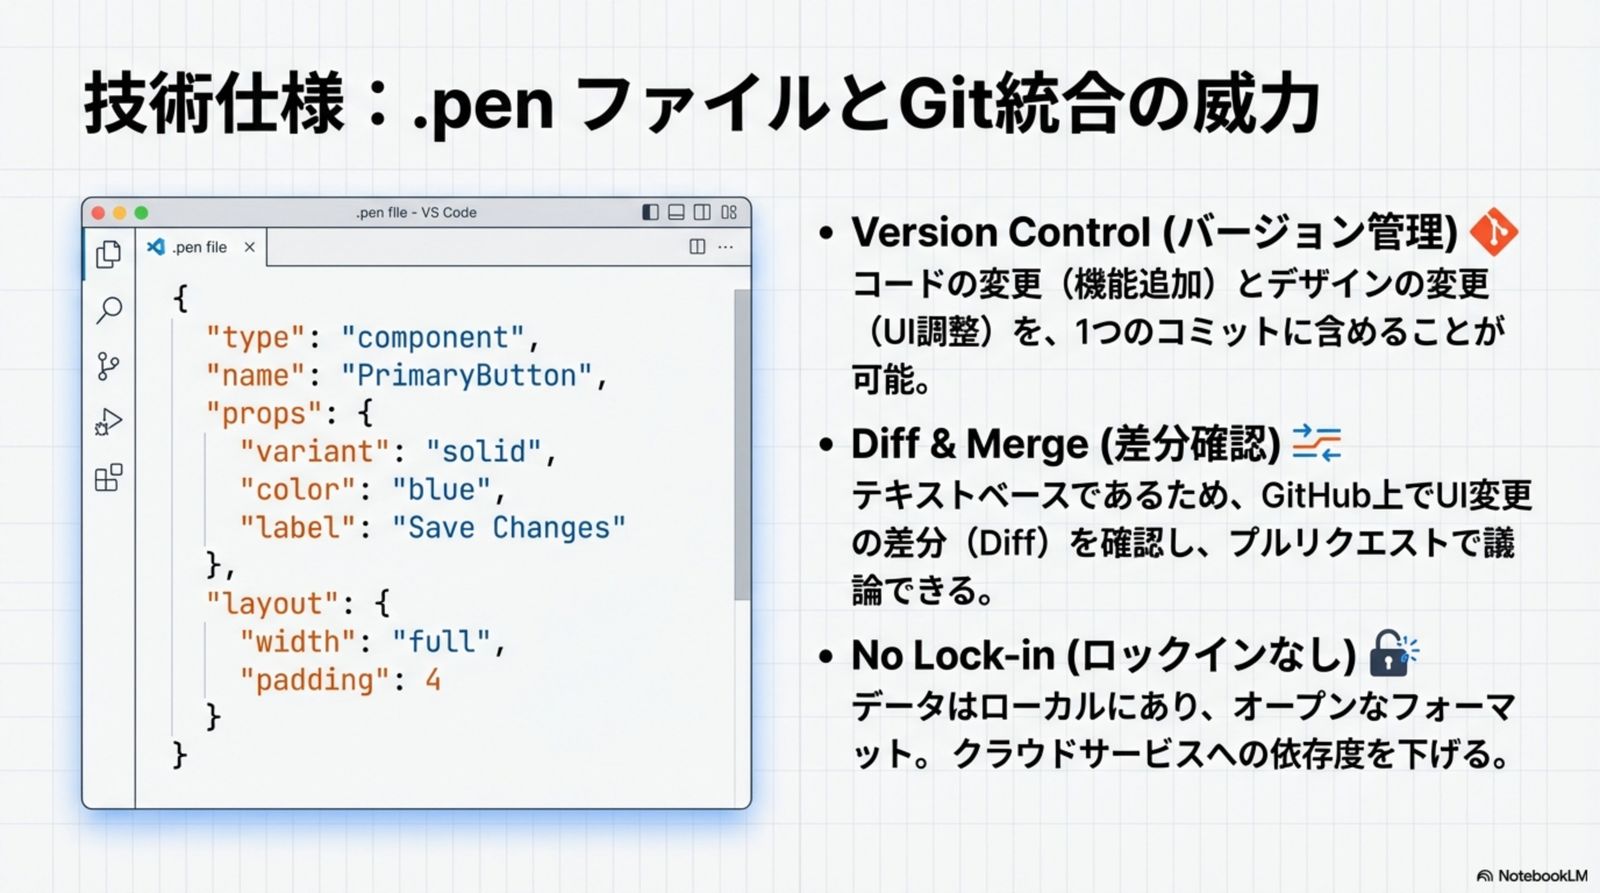 技術仕様：.pen ファイルとGit統合の威力
.pen file - VS Code
.pen file
{
"type": "component",
"name": "PrimaryButton",
"props": {
"variant": "solid",
"color": "blue",
"label": "Save Changes"
},
"layout": {
"width": "full",
"padding": 4
}
}
• Version Control (バージョン管理)
コードの変更（機能追加）とデザインの変更
（UI調整）を、1つのコミットに含めることが
可能。
• Diff & Merge (差分確認)
テキストベースであるため、GitHub上でUI変更
の差分（Diff）を確認し、プルリクエストで議
論できる。
• No Lock-in (ロックインなし)
データはローカルにあり、オープンなフォーマ
ット。 クラウドサービスへの依存度を下げる。
NotebookLM